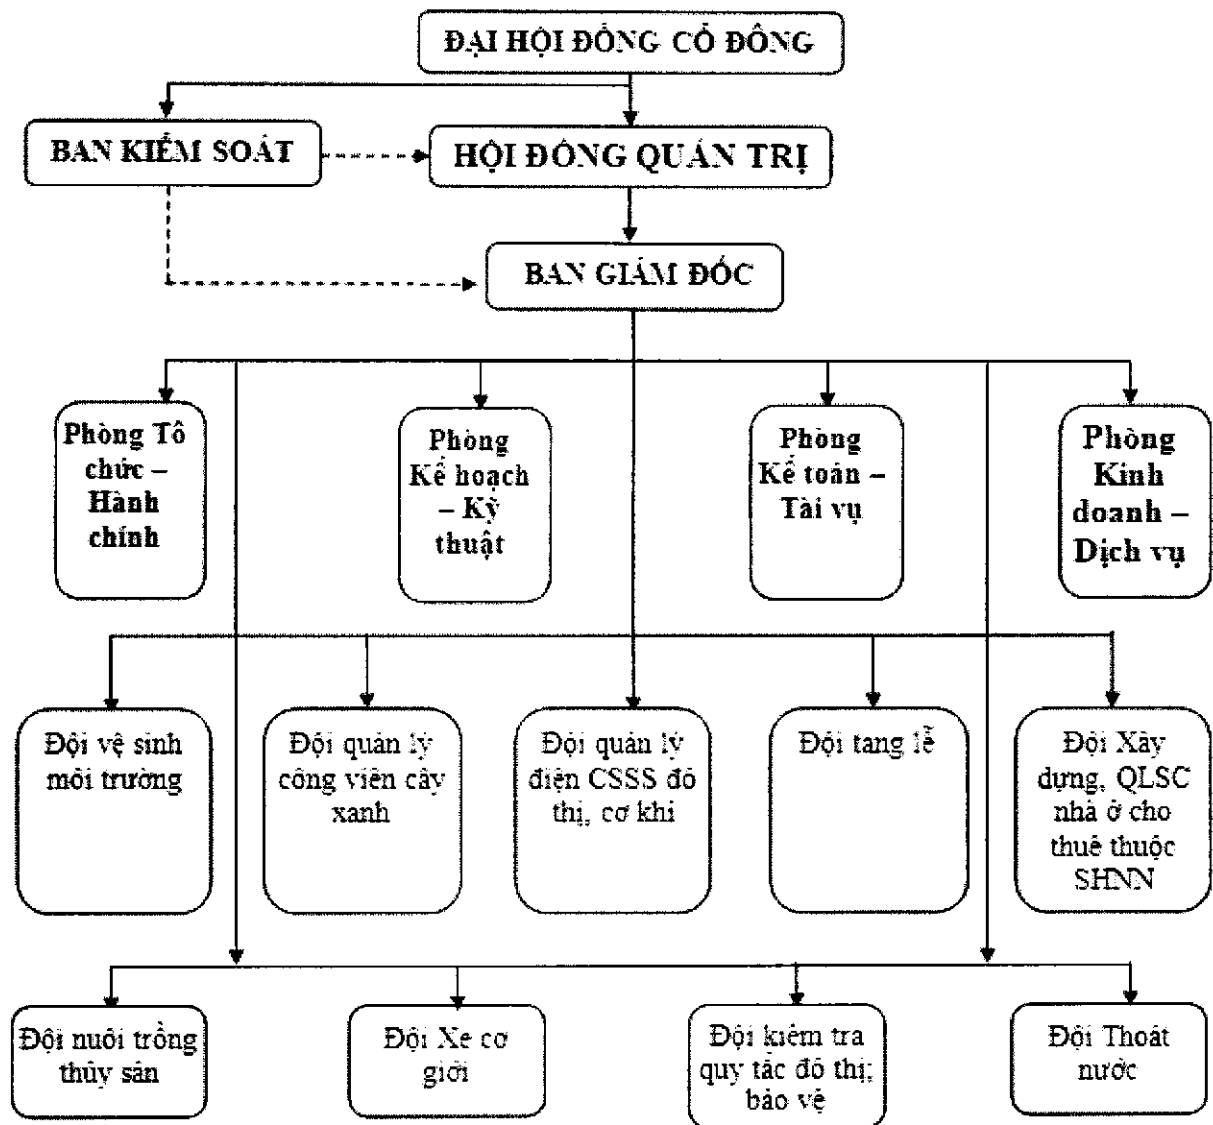 ĐẠI HỘI ĐỒNG CỔ ĐÔNG
BAN KIỂM SOÁT
HỘI ĐỒNG QUẢN TRỊ
BAN GIÁM ĐỐC
Phòng Tổ
chức –
Hành
chính
Phòng
Kế hoạch
– Kỹ
thuật
Phòng
Kế toán –
Tài vụ
Phòng
Kinh
doanh –
Dịch vụ
Đội vệ sinh
môi trường
Đội quản lý
công viên cây
xanh
Đội quản lý
điện CSSS đô
thị, cơ khí
Đội tang lễ
Đội Xây
dựng, QLSC
nhà ở cho
thuê thuộc
SHNN
Đội nuôi trồng
thủy sản
Đội Xe cơ
giới
Đội kiểm tra
quy tắc đô thị;
bảo vệ
Đội Thoát
nước